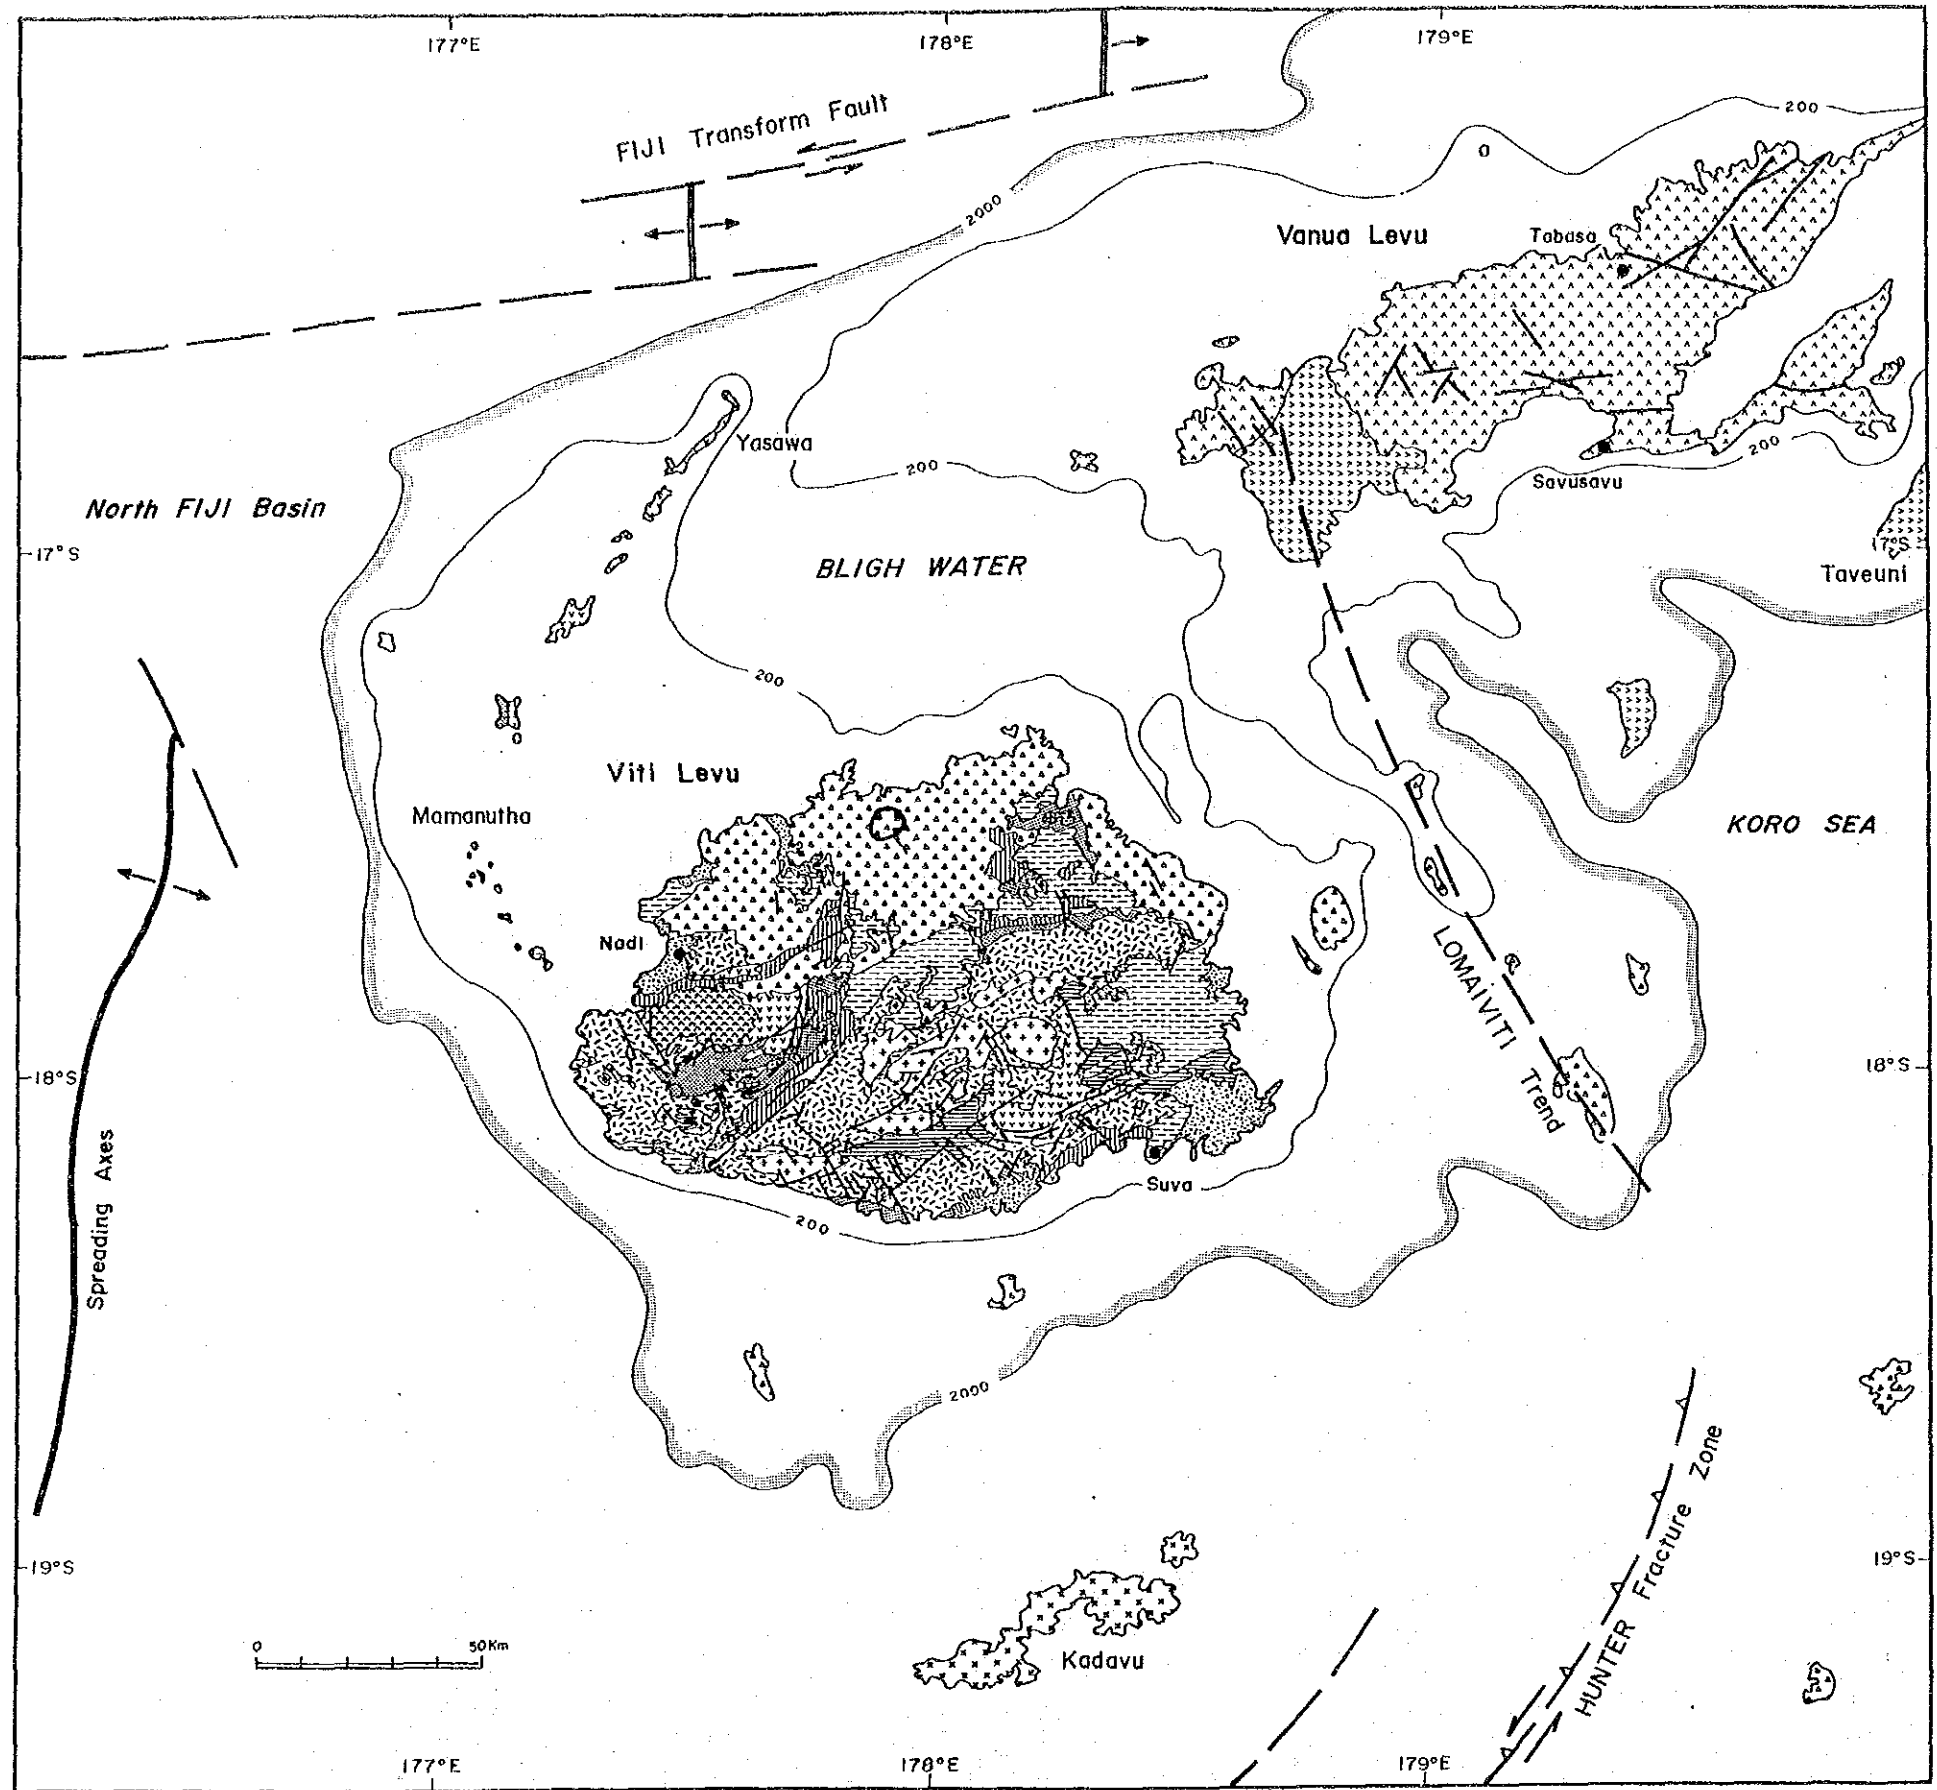 177°E
178°E
179°E
FIJI Transform Fault
200
2000
Vanua Levu
Tabasa
Yasawa
200
200
Savusavu
North FIJI Basin
17°S
17°S
BLIGH WATER
Taveuni
200
Viti Levu
Mamanutha
KORO SEA
Nadi
LOMAIVITI Trend
18°S
18°S
Spreading Axes
Suva
200
2000
HUNTER Fracture Zone
19°S
19°S
0 50Km
Kadavu
177°E
178°E
179°E